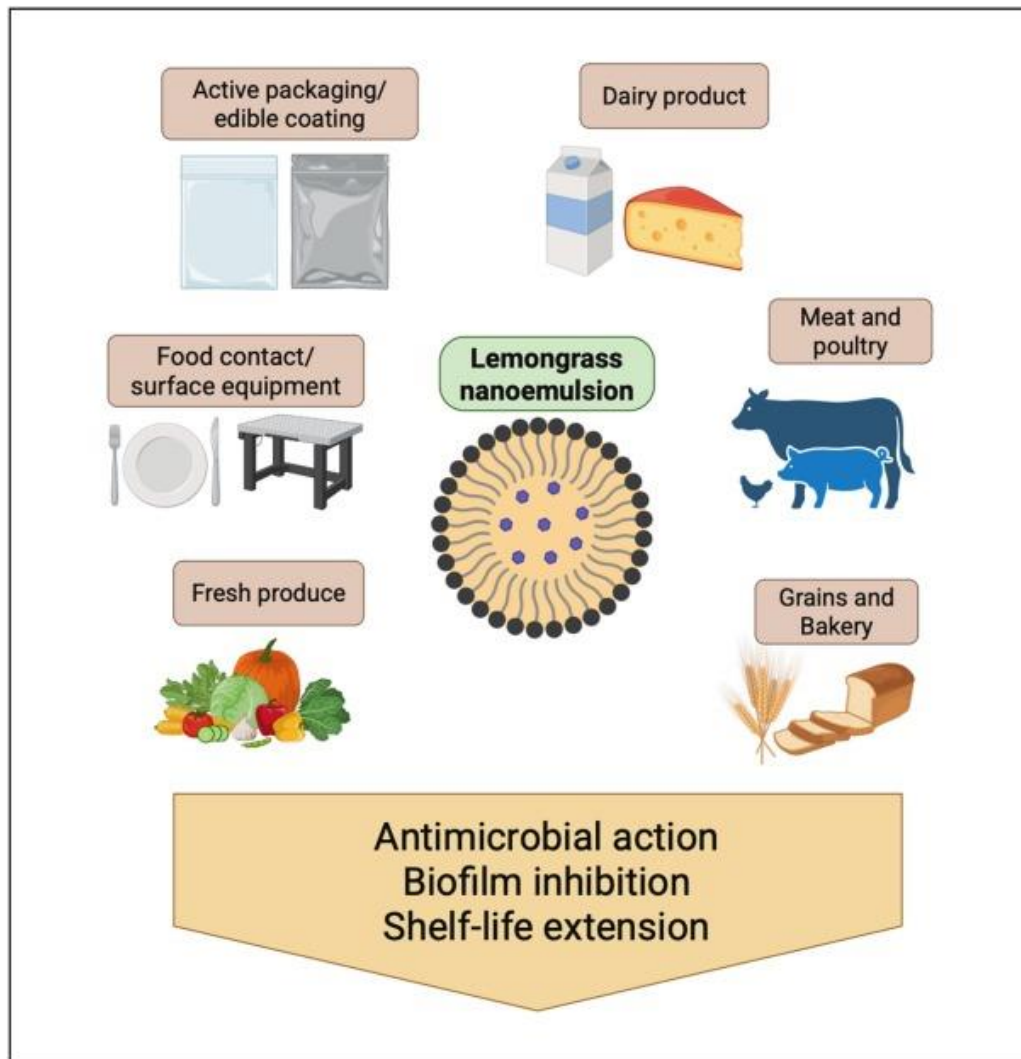 Active packaging/
edible coating
Dairy product
Meat and
poultry
Food contact/
surface equipment
Lemongrass
nanoemulsion
Fresh produce
Grains and
Bakery
Antimicrobial action
Biofilm inhibition
Shelf-life extension